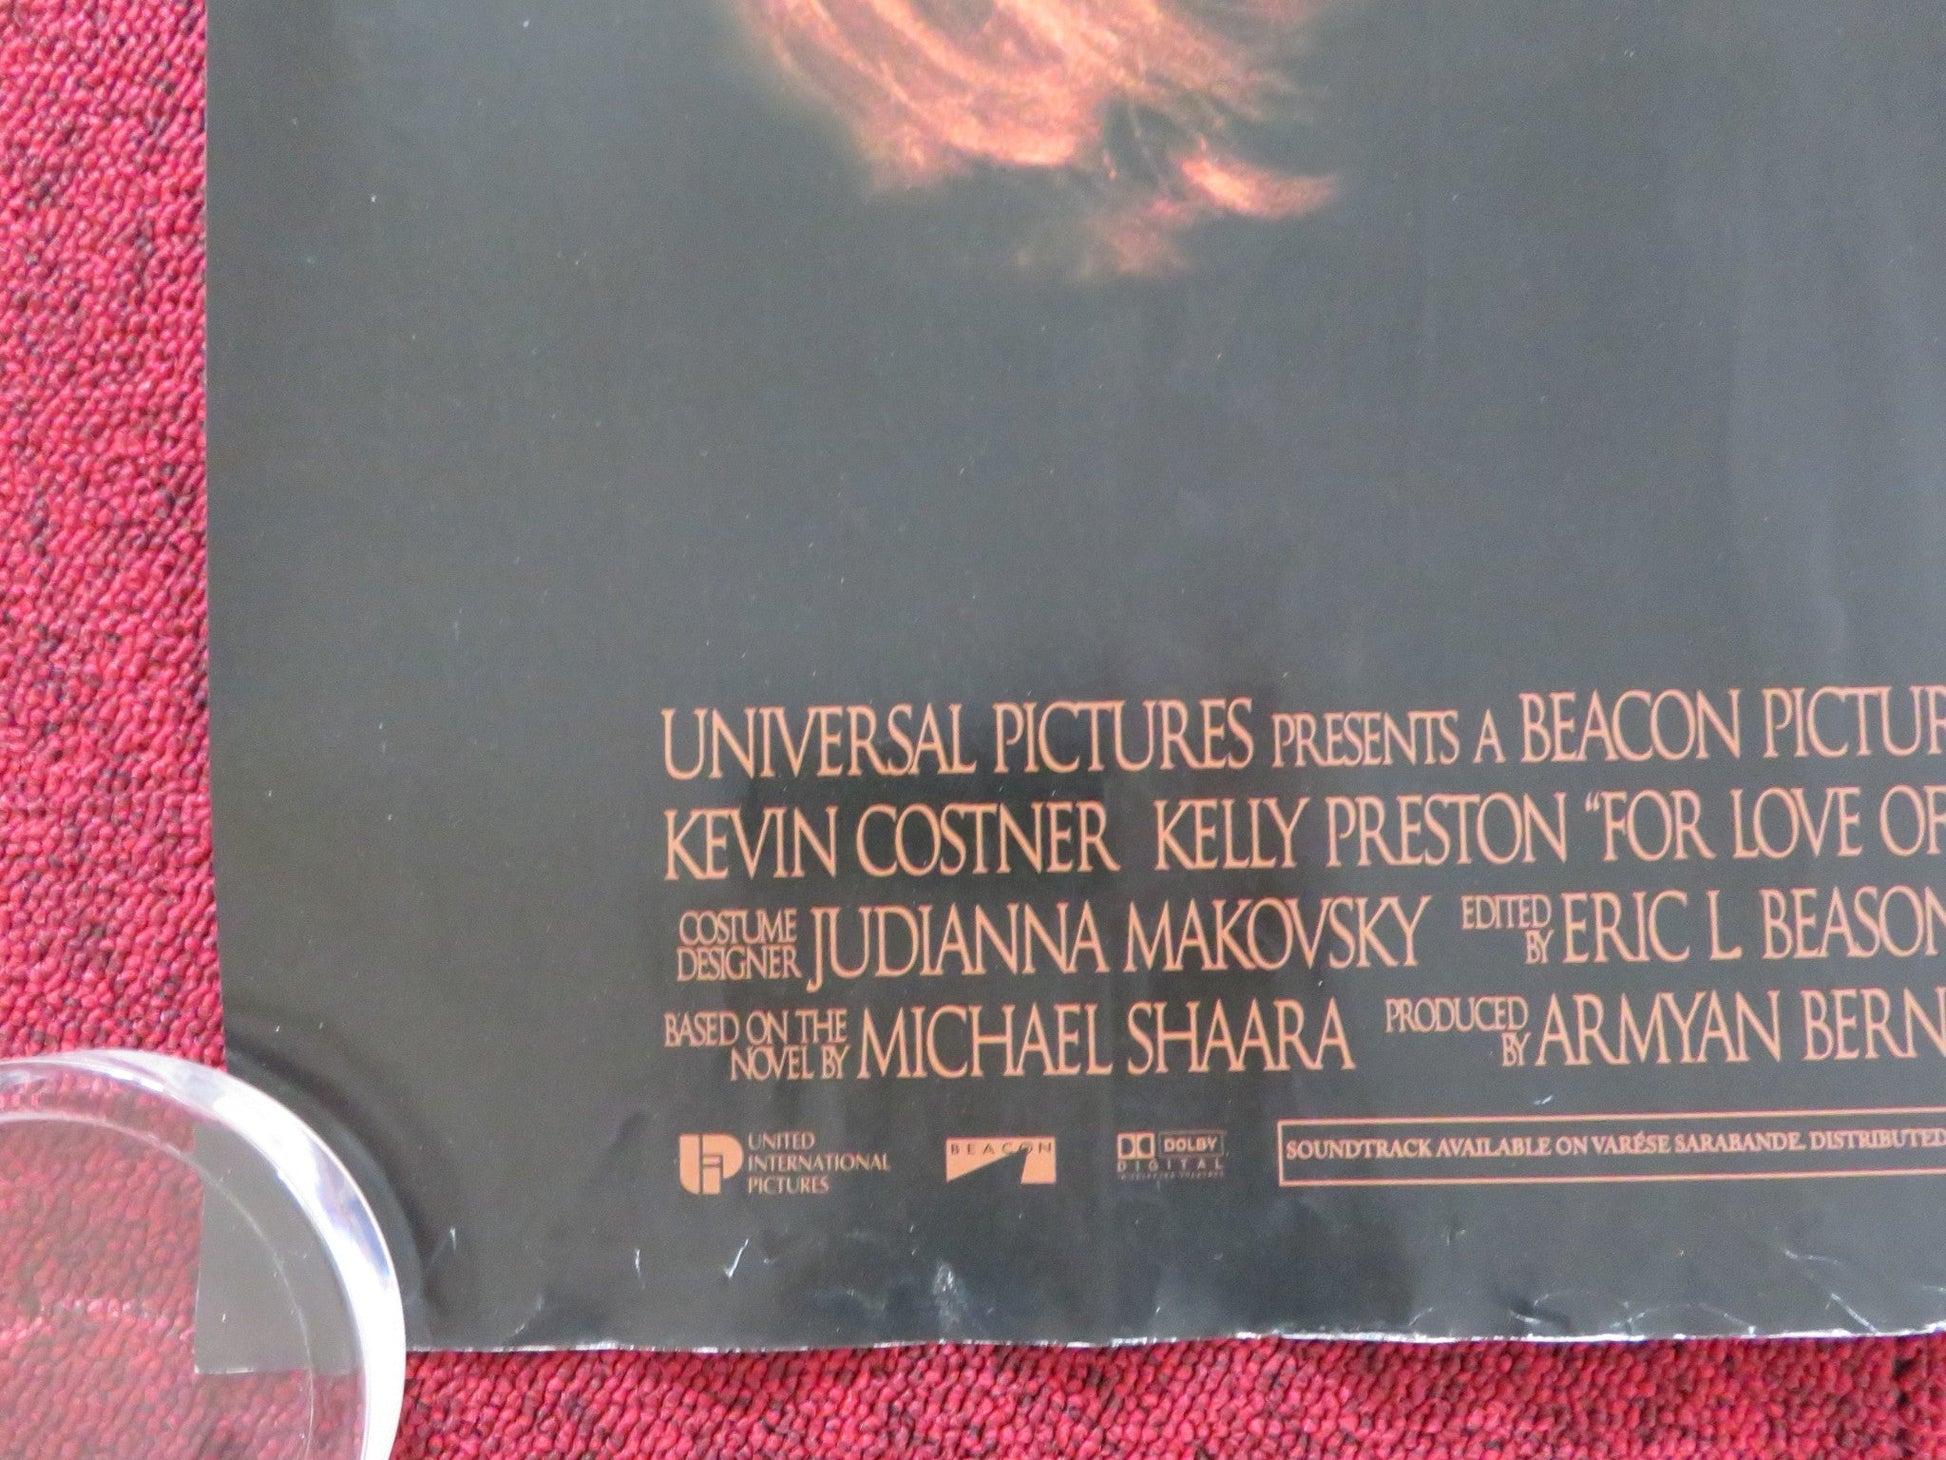 UNIVERSAL PICTURES PRESENTS A BEACON PICTUR
KEVIN COSTNER KELLY PRESTON “FOR LOVE OF
COSTUME DESIGNER JUDIANNA MAKOVSKY EDITED BY ERIC L. BEASON
BASED ON THE NOVEL BY MICHAEL SHAARA PRODUCED BY ARMYAN BERN
UNITED
INTERNATIONAL
PICTURES
BEACON
DOLBY
DIGITAL
SOUNDTRACK AVAILABLE ON VARÉSE SARABANDE. DISTRIBUTED